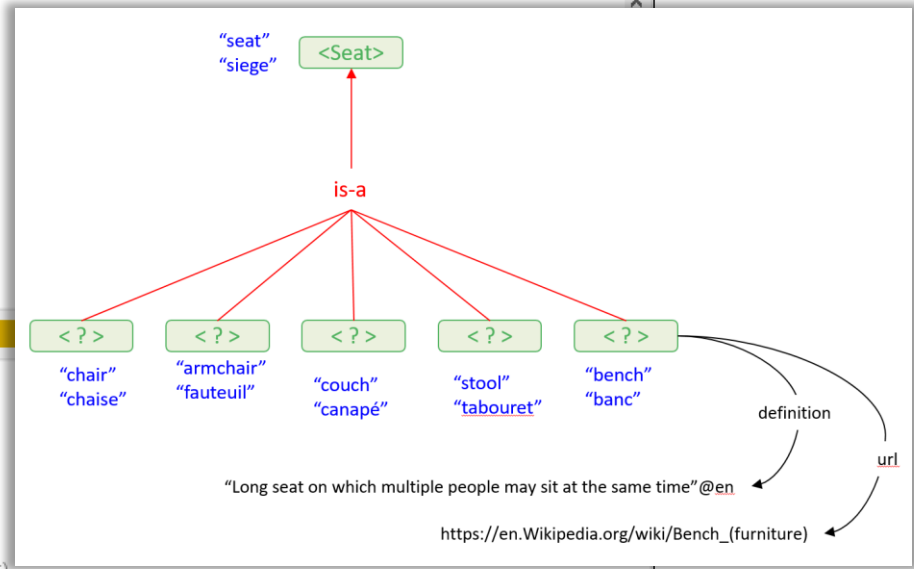 “seat”
“siege”
<Seat>
is-a
< ? >
< ? >
< ? >
< ? >
< ? >
“chair”
“chaise”
“armchair”
“fauteuil”
“couch”
“canapé”
“stool”
“tabouret”
“bench”
“banc”
definition
url
“Long seat on which multiple people may sit at the same time”@en
https://en.Wikipedia.org/wiki/Bench_(furniture)